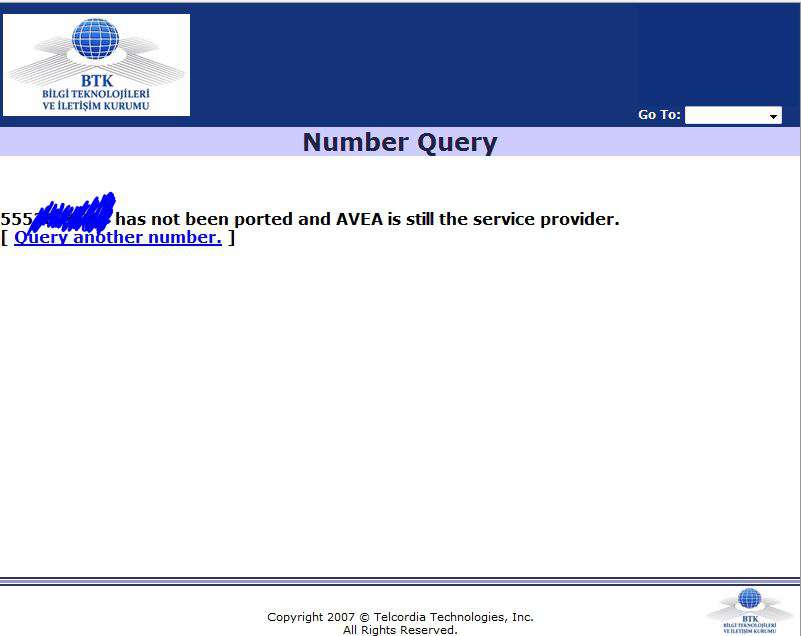 BTK
BİLGİ TEKNOLOJİLERİ
VE İLETİŞİM KURUMU
Go To:
Number Query
555 has not been ported and AVEA is still the service provider.
[ Query another number. ]
Copyright 2007 © Telcordia Technologies, Inc.
All Rights Reserved.
BTK
BİLGİ TEKNOLOJİLERİ
VE İLETİŞİM KURUMU